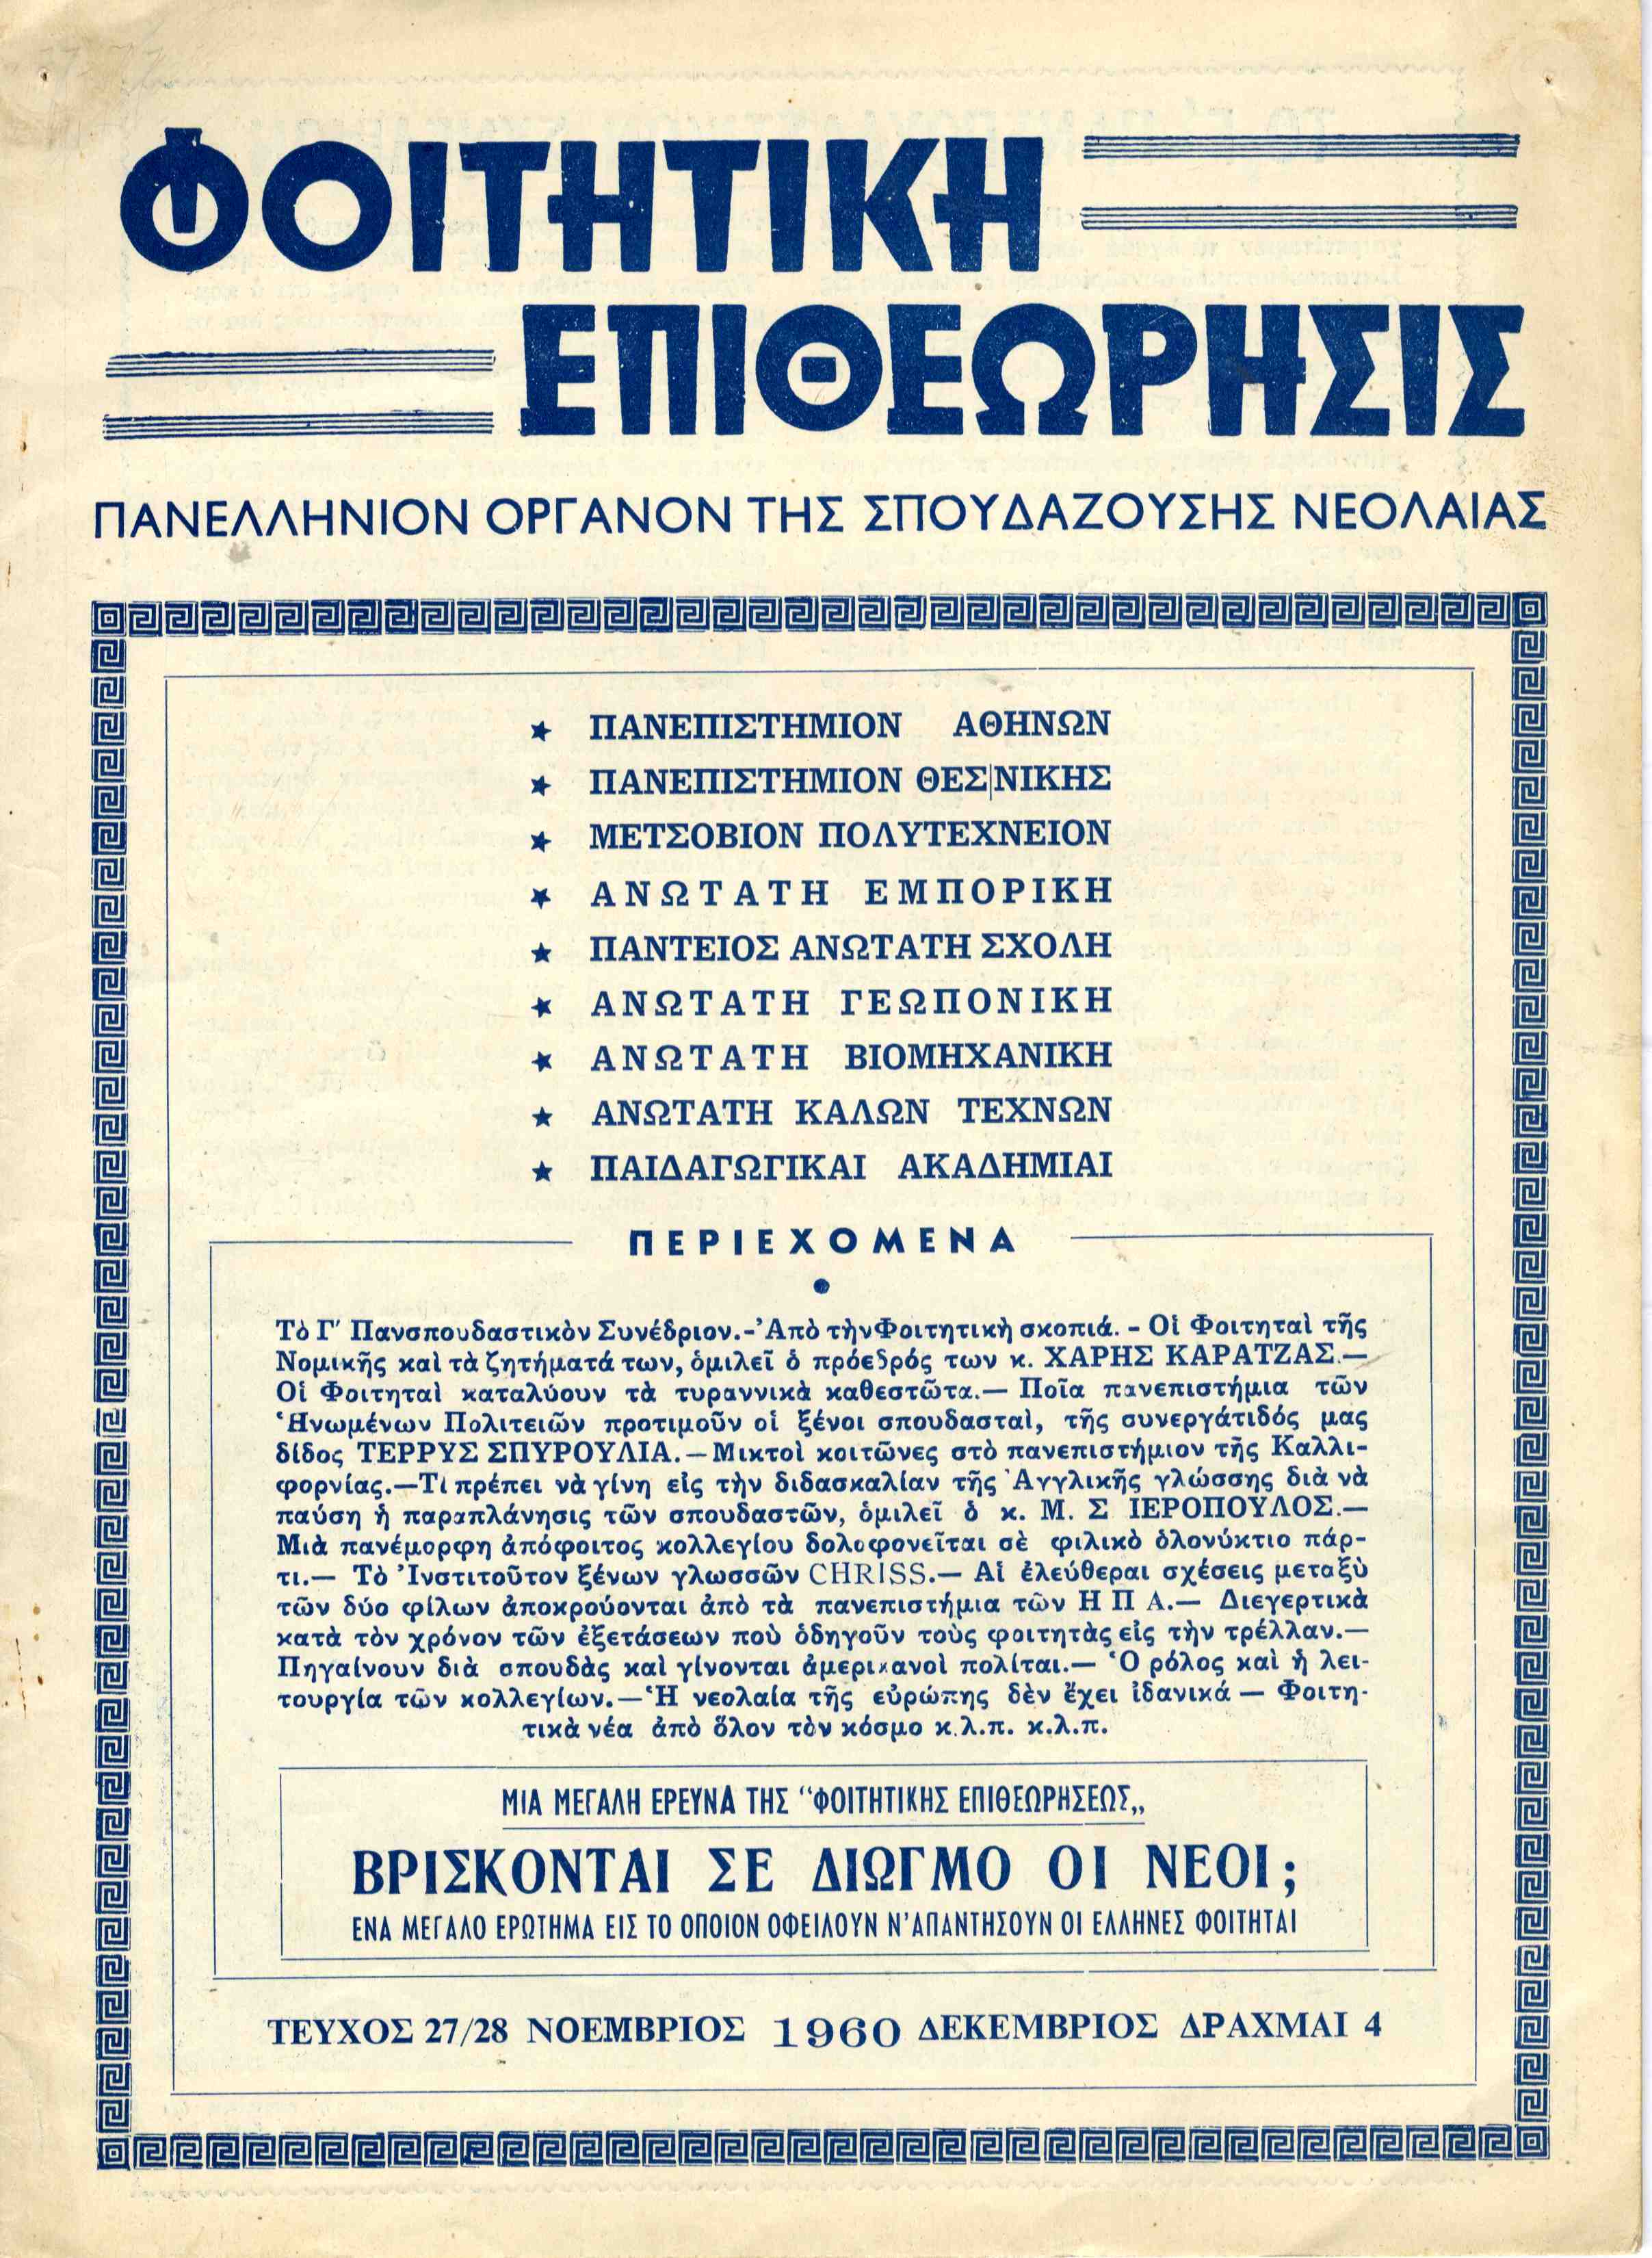 ΦΟΙΤΗΤΙΚΗ
ΕΠΙΘΕΩΡΗΣΙΣ
ΠΑΝΕΛΛΗΝΙΟΝ ΟΡΓΑΝΟΝ ΤΗΣ ΣΠΟΥΔΑΖΟΥΣΗΣ ΝΕΟΛΑΙΑΣ
★ ΠΑΝΕΠΙΣΤΗΜΙΟΝ ΑΘΗΝΩΝ
★ ΠΑΝΕΠΙΣΤΗΜΙΟΝ ΘΕΣ|ΝΙΚΗΣ
★ ΜΕΤΣΟΒΙΟΝ ΠΟΛΥΤΕΧΝΕΙΟΝ
★ ΑΝΩΤΑΤΗ ΕΜΠΟΡΙΚΗ
★ ΠΑΝΤΕΙΟΣ ΑΝΩΤΑΤΗ ΣΧΟΛΗ
★ ΑΝΩΤΑΤΗ ΓΕΩΠΟΝΙΚΗ
★ ΑΝΩΤΑΤΗ ΒΙΟΜΗΧΑΝΙΚΗ
★ ΑΝΩΤΑΤΗ ΚΑΛΩΝ ΤΕΧΝΩΝ
★ ΠΑΙΔΑΓΩΓΙΚΑΙ ΑΚΑΔΗΜΙΑΙ
ΠΕΡΙΕΧΟΜΕΝΑ
Τὸ Γ' Πανσπουδαστικὸν Συνέδριον.-'Απὸ τὴν Φοιτητικὴ σκοπιά. - Οἱ Φοιτηταὶ τῆς
Νομικῆς καὶ τὰ ζητήματά των, ὁμιλεῖ ὁ πρόεδρός των κ. ΧΑΡΗΣ ΚΑΡΑΤΖΑΣ.—
Οἱ Φοιτηταὶ καταλύουν τὰ τυραννικὰ καθεστῶτα.— Ποῖα πανεπιστήμια τῶν
Ἡνωμένων Πολιτειῶν προτιμοῦν οἱ ξένοι σπουδασταὶ, τῆς συνεργάτιδός μας
δίδος ΤΕΡΡΥΣ ΣΠΥΡΟΥΛΙΑ.—Μικτοὶ κοιτῶνες στὸ πανεπιστήμιον τῆς Καλλι-
φορνίας.—Τί πρέπει νὰ γίνη εἰς τὴν διδασκαλίαν τῆς Ἀγγλικῆς γλώσσης διὰ νὰ
παύση ἡ παραπλάνησις τῶν σπουδαστῶν, ὁμιλεῖ ὁ κ. Μ. Σ ΙΕΡΟΠΟΥΛΟΣ.—
Μιὰ πανέμορφη ἀπόφοιτος κολλεγίου δολοφονεῖται σὲ φιλικὸ ὁλονύκτιο πάρ-
τι.— Τὸ Ἰνστιτοῦτον ξένων γλωσσῶν CHRISS.— Αἱ ἐλεύθεραι σχέσεις μεταξὺ
τῶν δύο φίλων ἀποκρούονται ἀπὸ τὰ πανεπιστήμια τῶν Η Π Α.— Διεγερτικὰ
κατὰ τὸν χρόνον τῶν ἐξετάσεων ποὺ ὁδηγοῦν τοὺς φοιτητὰς εἰς τὴν τρέλλαν.—
Πηγαίνουν διὰ σπουδὰς καὶ γίνονται ἀμερικανοὶ πολίται.— Ὁ ρόλος καὶ ἡ λει-
τουργία τῶν κολλεγίων.—Ἡ νεολαία τῆς εὐρώπης δὲν ἔχει ἰδανικά — Φοιτη-
τικὰ νέα ἀπὸ ὅλον τὸν κόσμο κ.λ.π. κ.λ.π.
ΜΙΑ ΜΕΓΑΛΗ ΕΡΕΥΝΑ ΤΗΣ “ΦΟΙΤΗΤΙΚΗΣ ΕΠΙΘΕΩΡΗΣΕΩΣ„
ΒΡΙΣΚΟΝΤΑΙ ΣΕ ΔΙΩΓΜΟ ΟΙ ΝΕΟΙ;
ΕΝΑ ΜΕΓΑΛΟ ΕΡΩΤΗΜΑ ΕΙΣ ΤΟ ΟΠΟΙΟΝ ΟΦΕΙΛΟΥΝ Ν'ΑΠΑΝΤΗΣΟΥΝ ΟΙ ΕΛΛΗΝΕΣ ΦΟΙΤΗΤΑΙ
ΤΕΥΧΟΣ 27/28 ΝΟΕΜΒΡΙΟΣ 1960 ΔΕΚΕΜΒΡΙΟΣ ΔΡΑΧΜΑΙ 4